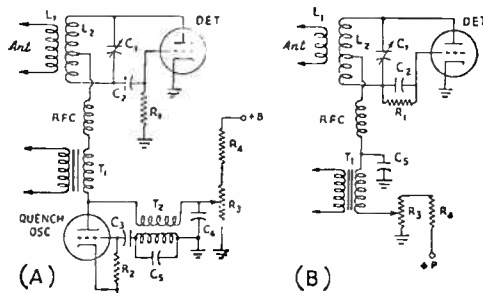 L1
L2
Ant
C1
DET
C2
R1
RFC
T1
+B
R4
T2
R3
QUENCH
OSC
C3
C4
R2
C5
(A)
L1
L2
Ant
C1
DET
C2
R1
RFC
T1
C5
R3
(B)